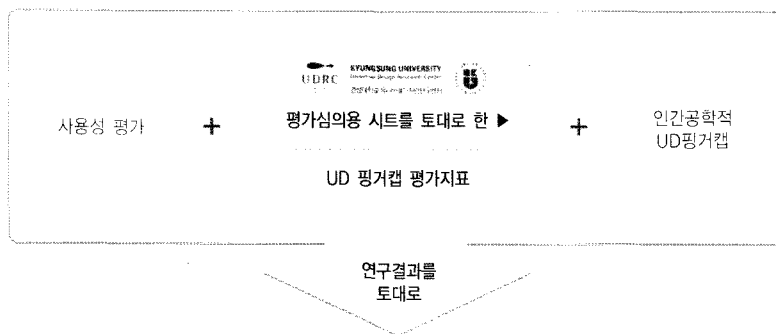 UDRC
KYUNGSUNG UNIVERSITY
사용성 평가
+
평가심의용 시트를 토대로 한 ▶
+
인간공학적
UD핑거캡
UD 핑거캡 평가지표
연구결과를
토대로